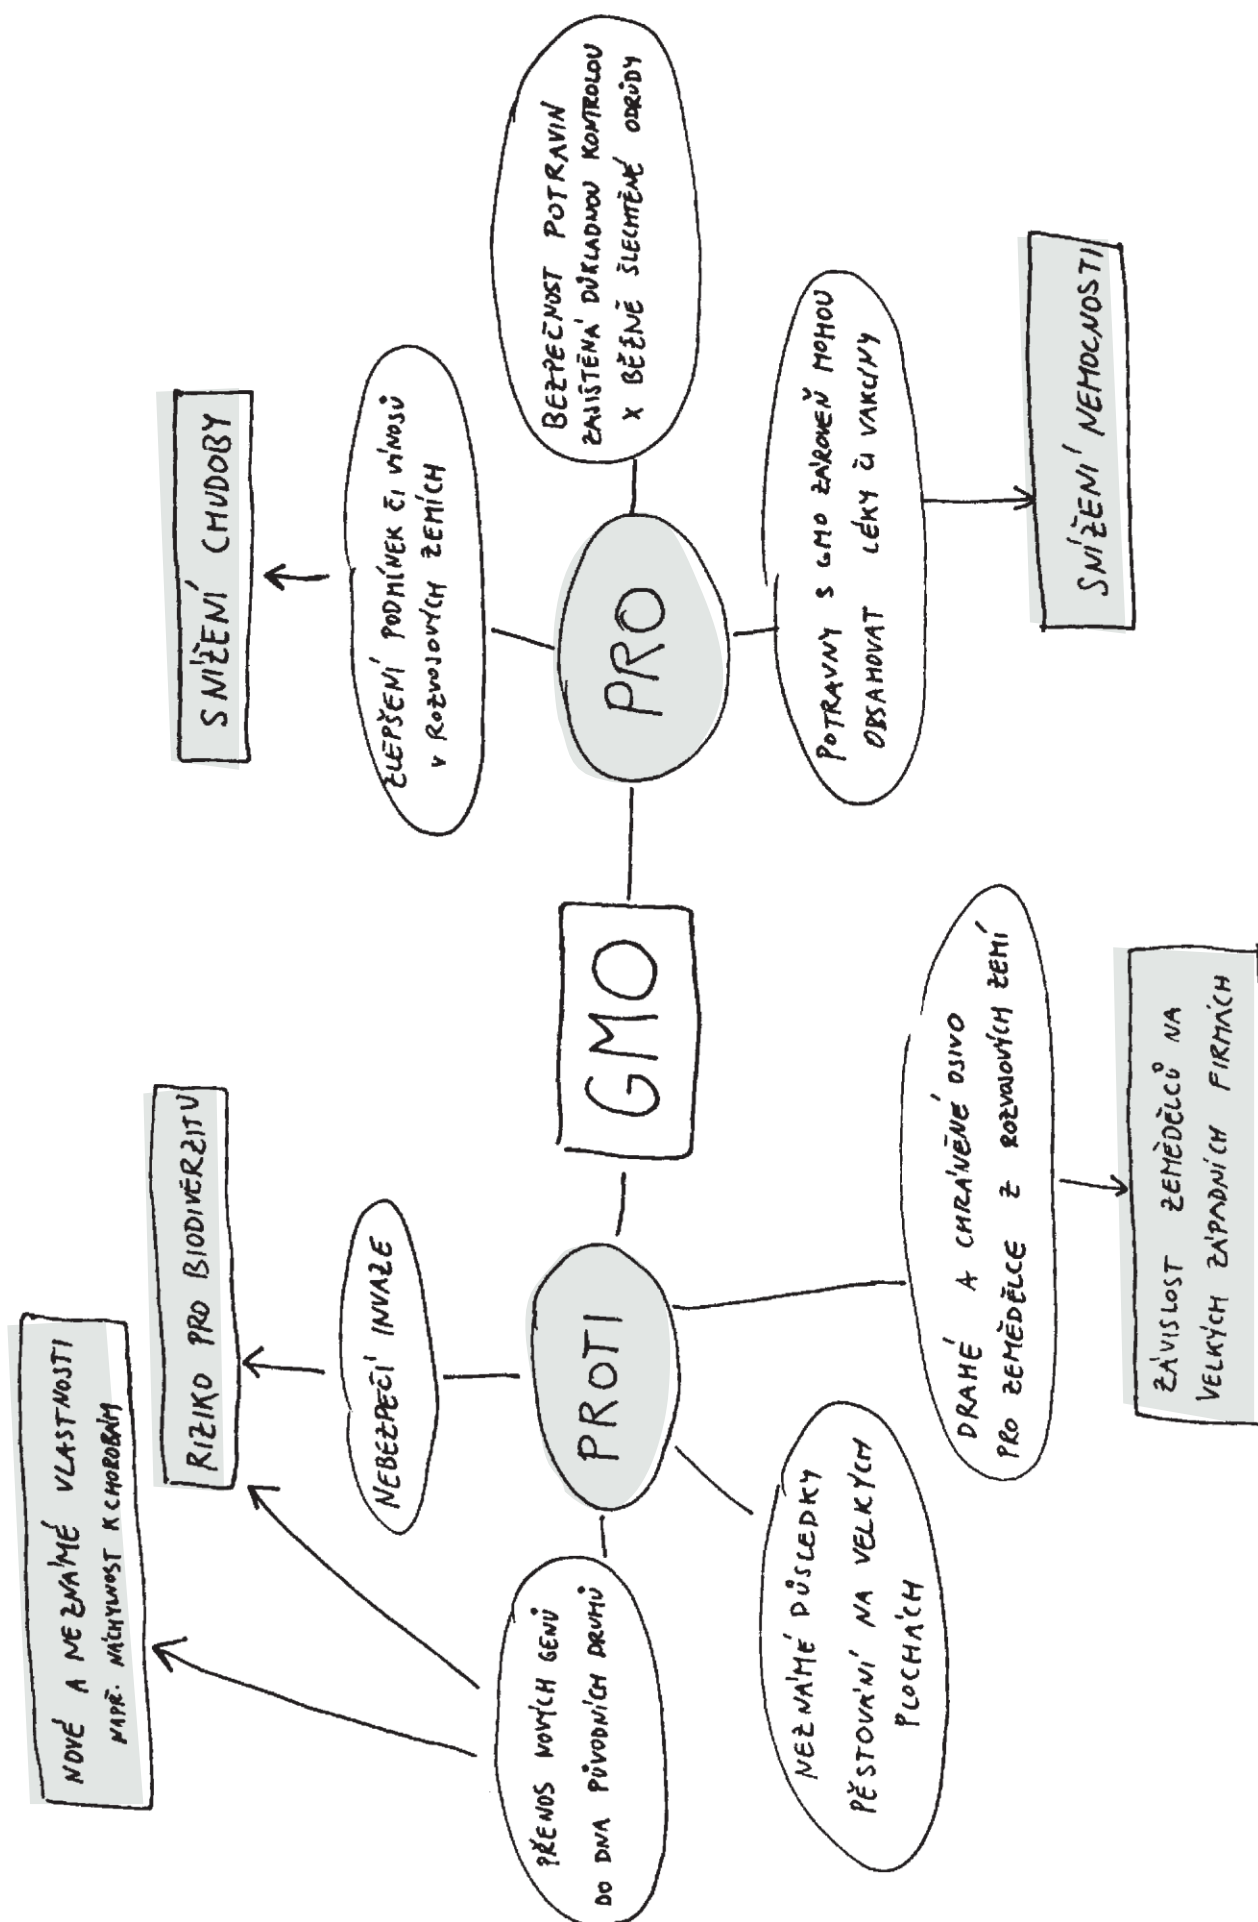 NOVÉ A NEZNÁMÉ VLASTNOSTI
NAPŘ. NÁCHYLNOST K CHOROBÁM
RIZIKO PRO BIODIVERZITU
NEBEZPEČÍ INVAZE
PŘENOS NOVÝCH GENŮ
DO DNA PŮVODNÍCH DRUHŮ
PROTI
NEZNÁMÉ DŮSLEDKY
PĚSTOVÁNÍ NA VELKÝCH
PLOCHÁCH
DRAHÉ A CHRÁNĚNÉ OSIVO
PRO ZEMĚDĚLCE Z ROZVOJOVÝCH ZEMÍ
ZÁVISLOST ZEMĚDĚLCŮ NA
VELKÝCH ZÁPADNÍCH FIRMÁCH
GMO
SNÍŽENÍ CHUDOBY
ZLEPŠENÍ PODMÍNEK ČI VÍNOSŮ
V ROZVOJOVÝCH ZEMÍCH
PRO
BEZPEČNOST POTRAVIN
ZAJIŠTĚNÁ DŮKLADNOU KONTROLOU
X BĚŽNĚ ŠLECHTĚNÉ ODRŮDY
POTRAVINY S GMO ZÁROVEŇ MOHOU
OBSAHOVAT LÉKY ČI VAKCÍNY
SNÍŽENÍ NEMOCNOSTI